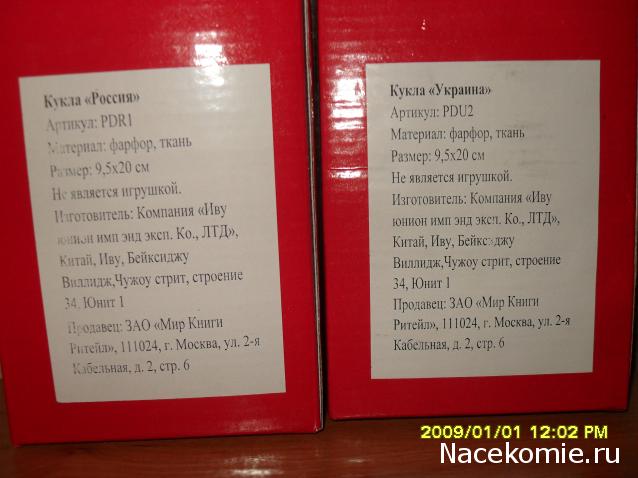 Кукла «Россия»
Артикул: PDR1
Материал: фарфор, ткань
Размер: 9,5х20 см
Не является игрушкой.
Изготовитель: Компания «Иву
юнион имп энд эксп. Ко., ЛТД»,
Китай, Иву, Бейксиджу
Виллидж,Чужоу стрит, строение
34, Юнит 1
Продавец: ЗАО «Мир Книги
Ритейл», 111024, г. Москва, ул. 2-я
Кабельная, д. 2, стр. 6
Кукла «Украина»
Артикул: PDU2
Материал: фарфор, ткань
Размер: 9,5х20 см
Не является игрушкой.
Изготовитель: Компания «Иву
юнион имп энд эксп. Ко., ЛТД»,
Китай, Иву, Бейксиджу
Виллидж,Чужоу стрит, строение
34, Юнит 1
Продавец: ЗАО «Мир Книги
Ритейл», 111024, г. Москва, ул. 2-я
Кабельная, д. 2, стр. 6
2009/01/01 12:02 PM
Nacekomie.ru